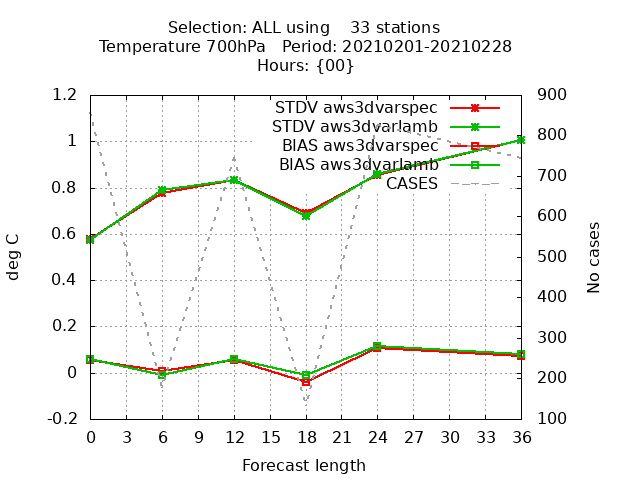 Selection: ALL using    33 stations
Temperature 700hPa   Period: 20210201-20210228
Hours: {00}
STDV aws3dvarspec
STDV aws3dvarlamb
BIAS aws3dvarspec
BIAS aws3dvarlamb
CASES
1.2
1
0.8
0.6
0.4
0.2
0
-0.2
deg C
900
800
700
600
500
400
300
200
100
No cases
0 3 6 9 12 15 18 21 24 27 30 33 36
Forecast length